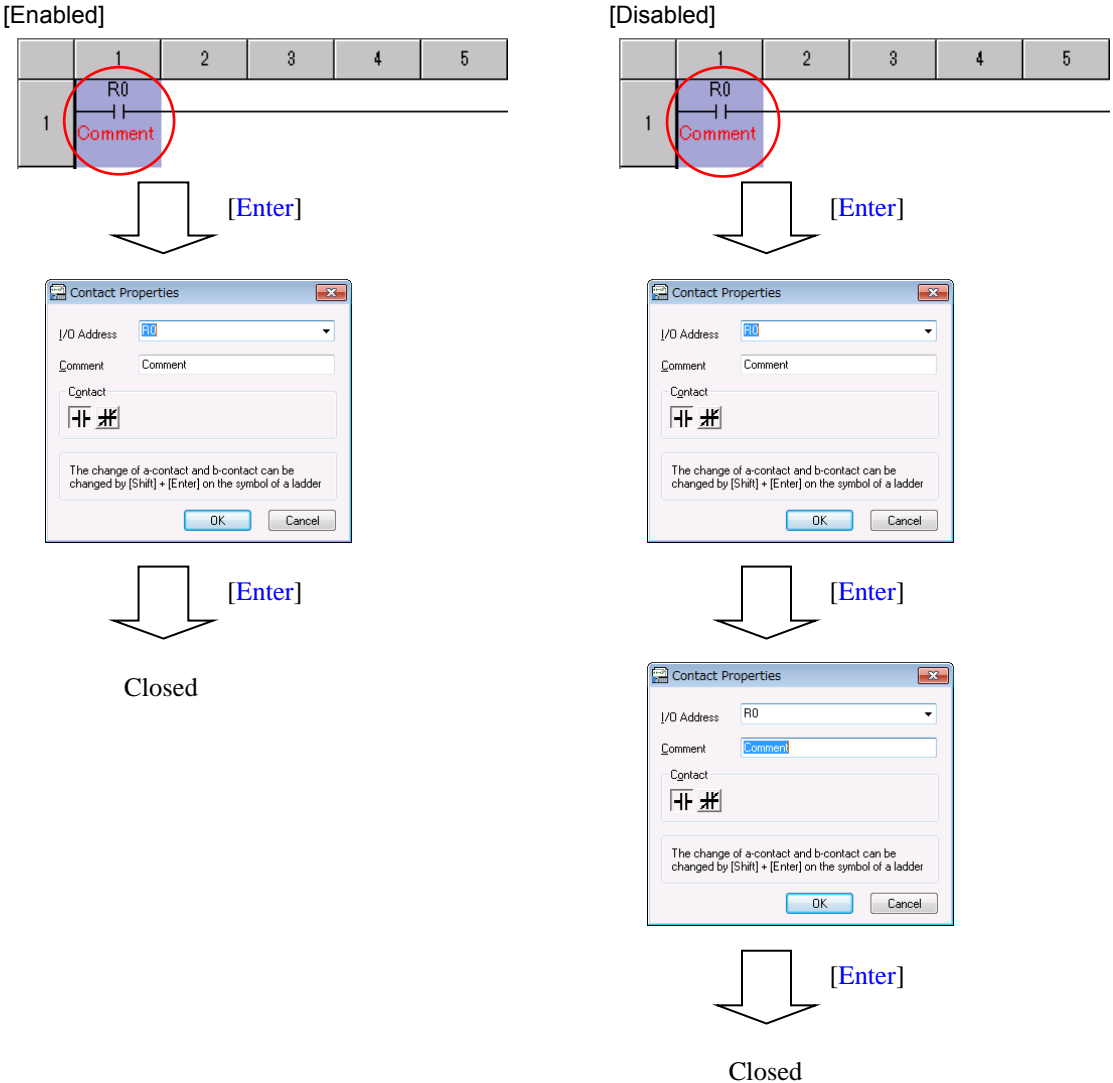 [Enabled]
1 2 3 4 5
R0
1
Comment
[Enter]
Contact Properties
I/O Address R0
Comment Comment
Contact
The change of a-contact and b-contact can be
changed by [Shift] + [Enter] on the symbol of a ladder
OK Cancel
[Enter]
Closed
[Disabled]
1 2 3 4 5
R0
1
Comment
[Enter]
Contact Properties
I/O Address R0
Comment Comment
Contact
The change of a-contact and b-contact can be
changed by [Shift] + [Enter] on the symbol of a ladder
OK Cancel
[Enter]
Contact Properties
I/O Address R0
Comment Comment
Contact
The change of a-contact and b-contact can be
changed by [Shift] + [Enter] on the symbol of a ladder
OK Cancel
[Enter]
Closed